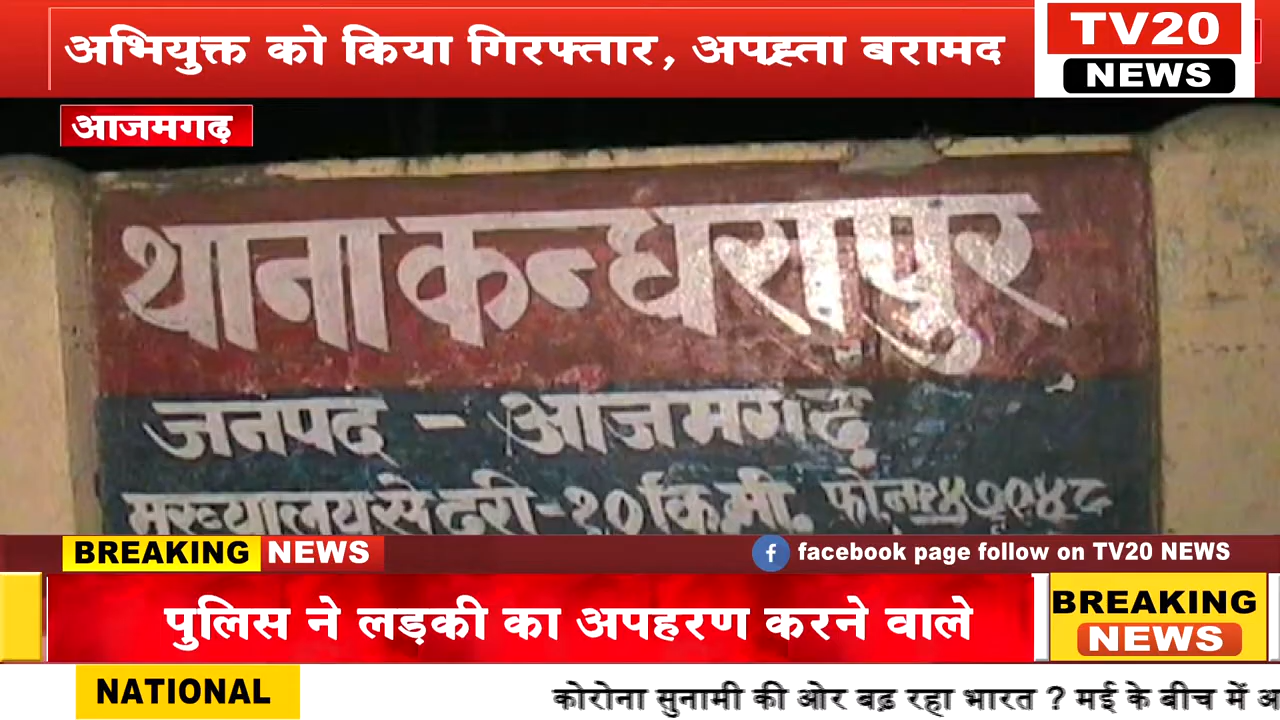 अभियुक्त को किया गिरफ्तार, अपह्र्ता बरामद
TV20
NEWS
आजमगढ़
थाना कन्धरापुर
जनपद - आजमगढ़
मुख्यालय से दूरी - १० कि.मी. फो.नं.
BREAKING NEWS
facebook page follow on TV20 NEWS
पुलिस ने लड़की का अपहरण करने वाले
BREAKING
NEWS
NATIONAL
कोरोना सुनामी की ओर बढ़ रहा भारत ? मई के बीच में